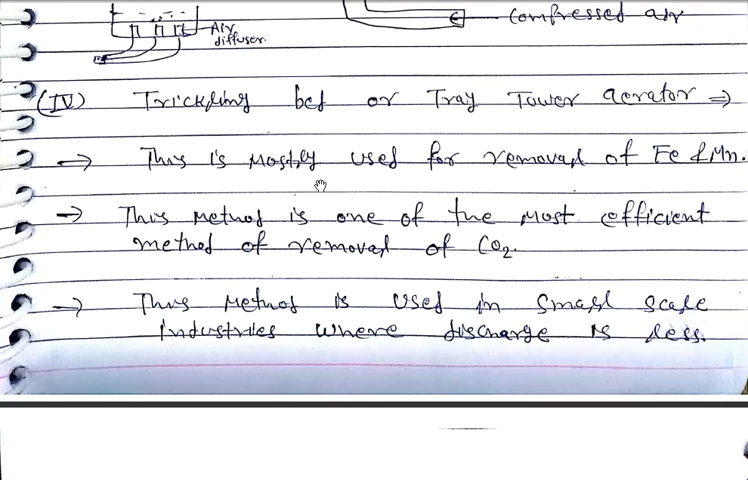 compressed air
Air
diffuser.
(IV) Trickling bed or Tray Tower aerator ⇒
→ This is mostly used for removal of Fe & Mn.
→ This method is one of the most efficient
method of removal of CO₂.
→ This method is used in small scale
industries where discharge is less.